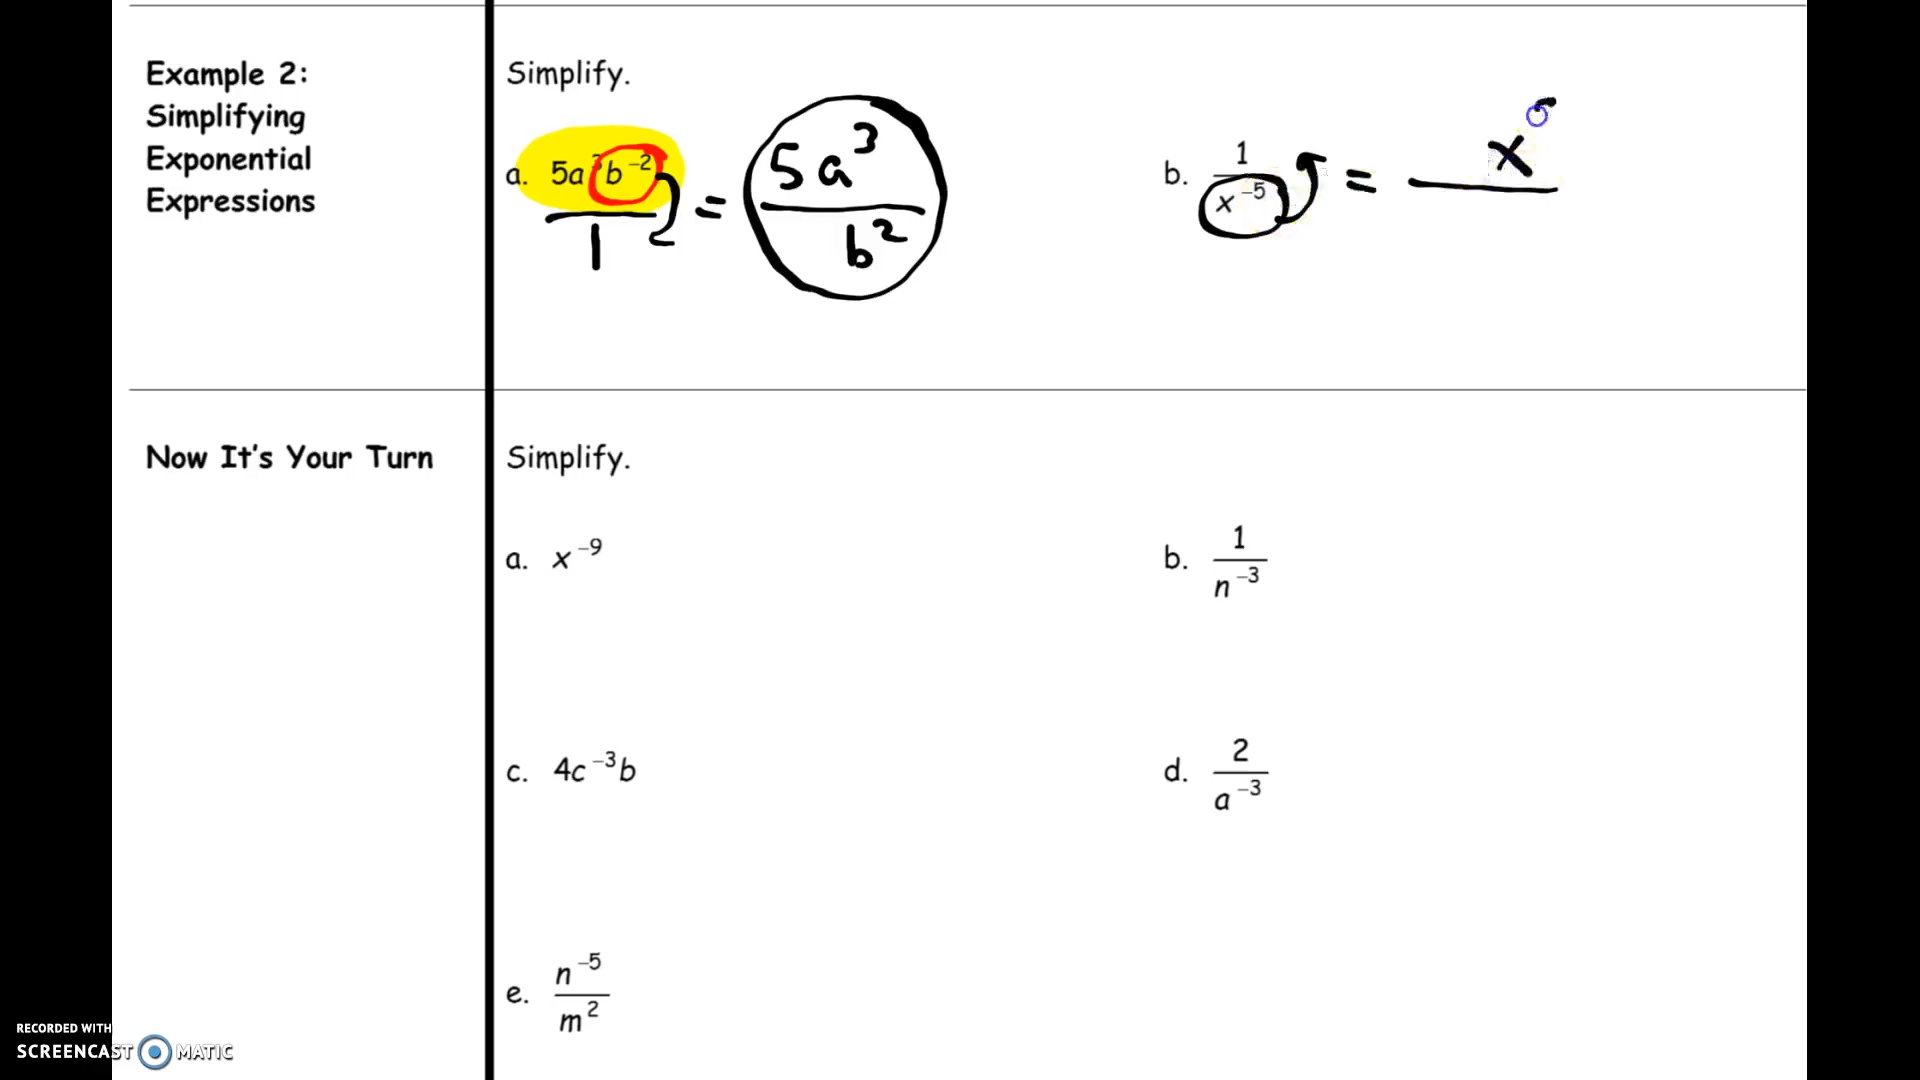 Example 2:
Simplifying
Exponential
Expressions
Simplify.
a. 5a³b⁻² / 1 = 5a³ / b²
b. 1 / x⁻⁵ = x
Now It's Your Turn
Simplify.
a. x⁻⁹
b. 1 / n⁻³
c. 4c⁻³b
d. 2 / a⁻³
e. n⁻⁵ / m²
RECORDED WITH
SCREENCAST MATIC